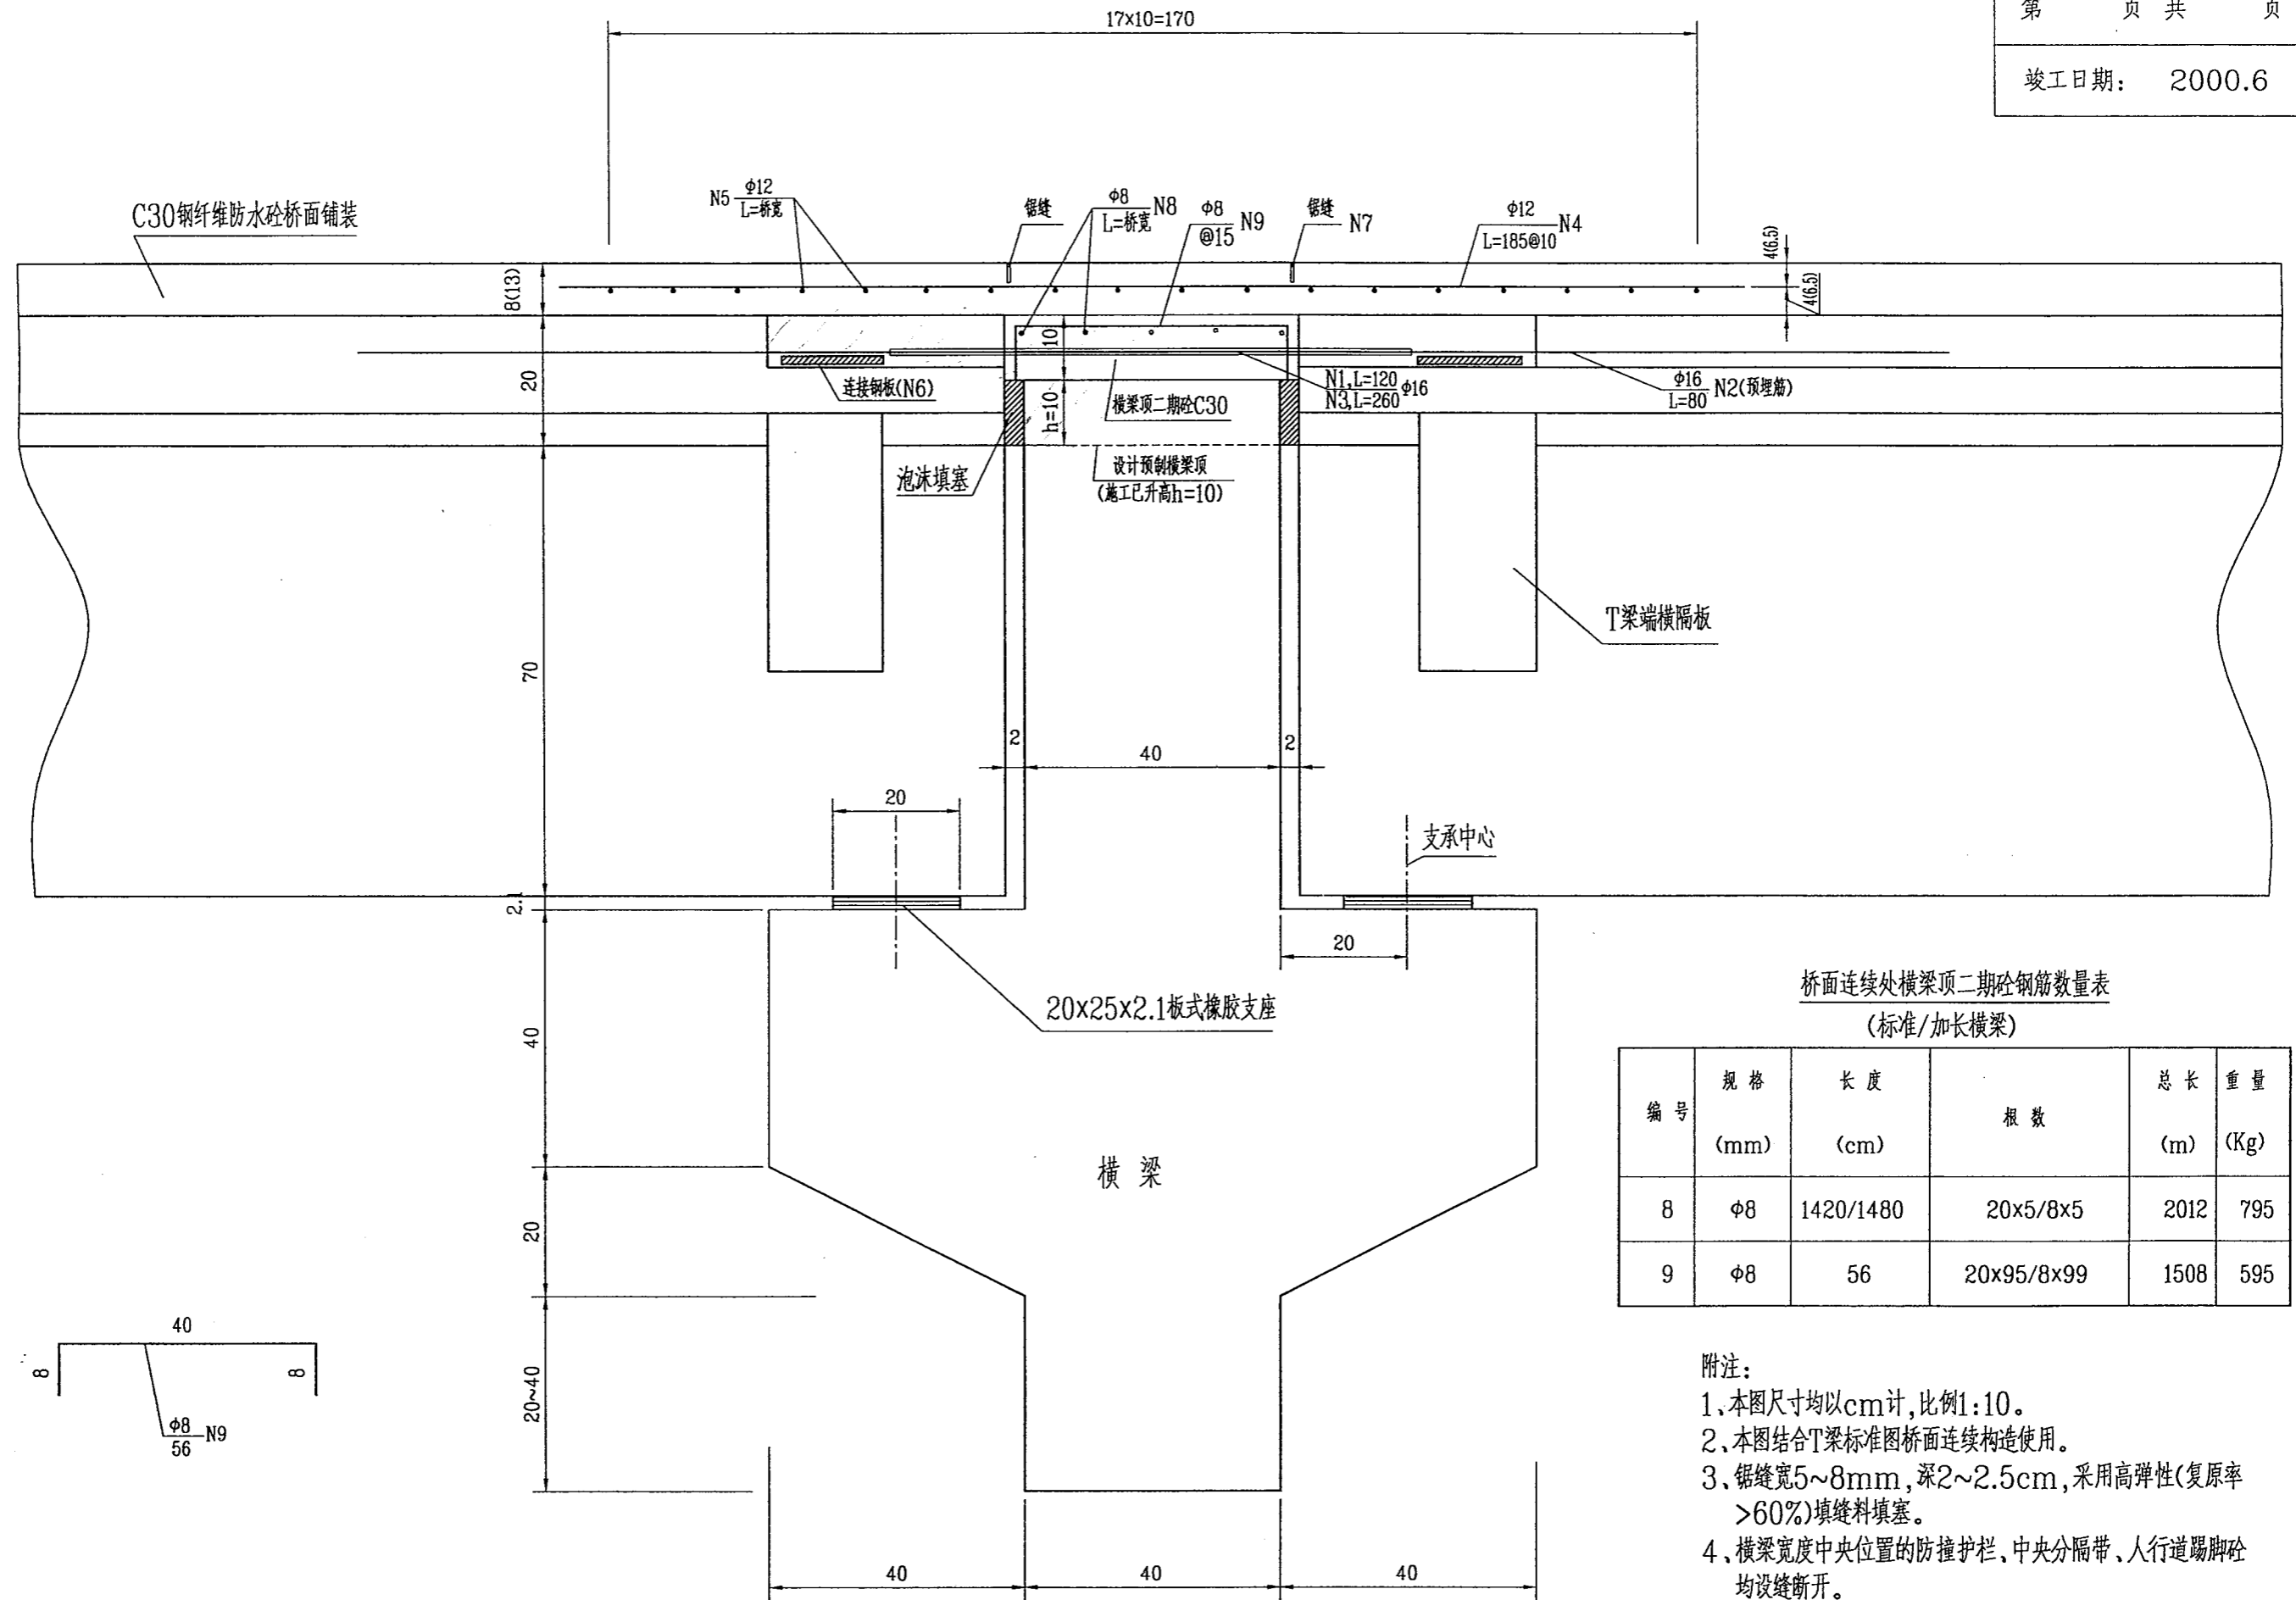 第 页 共 页
竣工日期: 2000.6
17×10=170
C30钢纤维防水砼桥面铺装
N5 φ12
L=桥宽
锯缝
φ8 N8
L=桥宽
φ8 N9
@15
锯缝 N7
φ12 N4
L=185@10
4(6.5)
4(6.5)
8(13)
20
10
h=10
连接钢板(N6)
横梁顶二期砼C30
N1,L=120 φ16
N3,L=260
φ16 N2(预埋筋)
L=80
泡沫填塞
设计预制横梁顶
(施工已升高h=10)
T梁端横隔板
70
2
40
2
20
支承中心
2.1
20
20×25×2.1板式橡胶支座
40
横 梁
20
20~40
40
8
8
φ8 N9
56
40
40
40
桥面连续处横梁顶二期砼钢筋数量表
(标准/加长横梁)
编 号 规 格 (mm) 长 度 (cm) 根 数 总 长 (m) 重 量 (Kg)
8 φ8 1420/1480 20×5/8×5 2012 795
9 φ8 56 20×95/8×99 1508 595
附注:
1、本图尺寸均以cm计,比例1:10。
2、本图结合T梁标准图桥面连续构造使用。
3、锯缝宽5~8mm,深2~2.5cm,采用高弹性(复原率
>60%)填缝料填塞。
4、横梁宽度中央位置的防撞护栏、中央分隔带、人行道踢脚砼
均设缝断开。